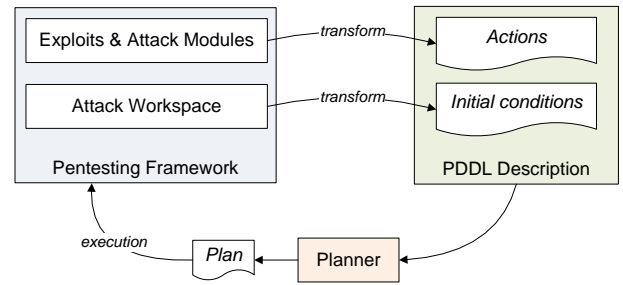 Exploits & Attack Modules
transform
Actions
Attack Workspace
transform
Initial conditions
Pentesting Framework
PDDL Description
execution
Plan
Planner